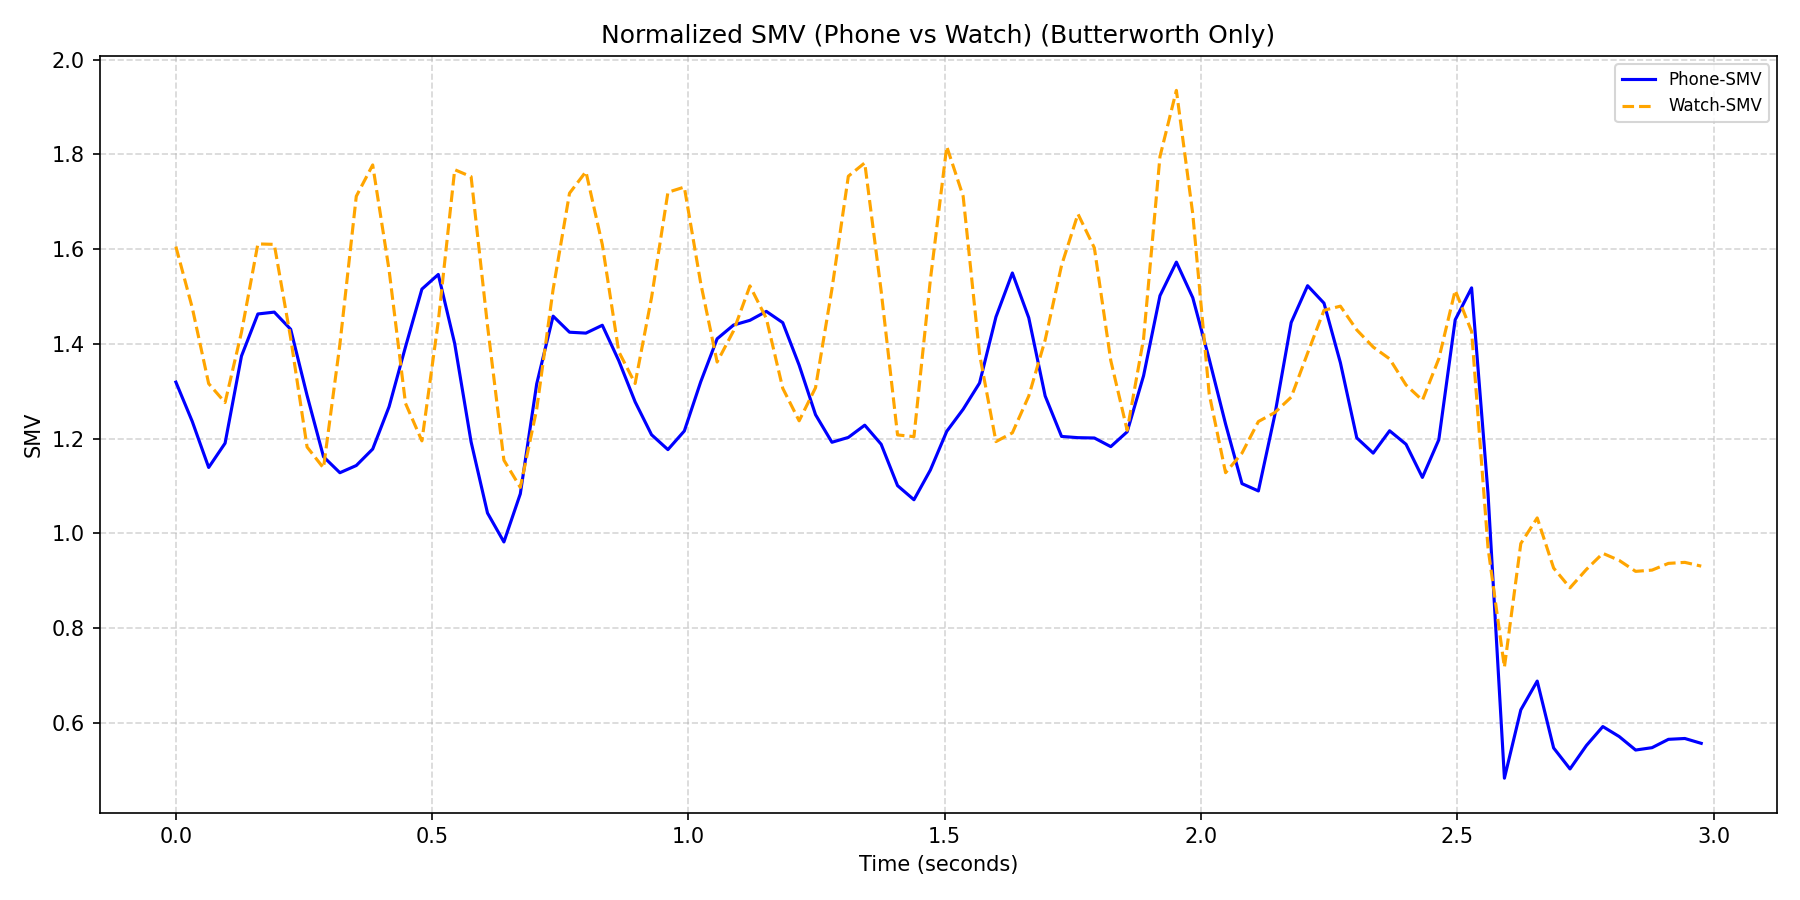 Normalized SMV (Phone vs Watch) (Butterworth Only)
Phone-SMV
Watch-SMV
2.0
1.8
1.6
1.4
1.2
1.0
0.8
0.6
SMV
0.0 0.5 1.0 1.5 2.0 2.5 3.0
Time (seconds)